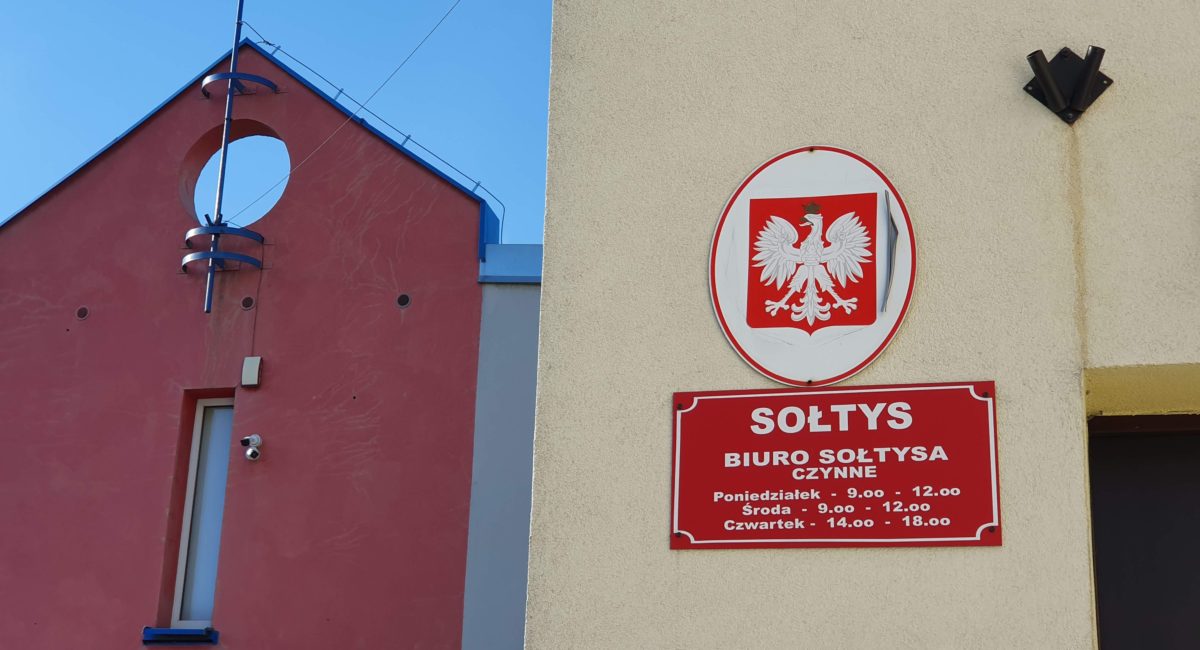 SOŁTYS
BIURO SOŁTYSA
CZYNNE
Poniedziałek - 9.oo - 12.oo
Środa - 9.oo - 12.oo
Czwartek - 14.oo - 18.oo